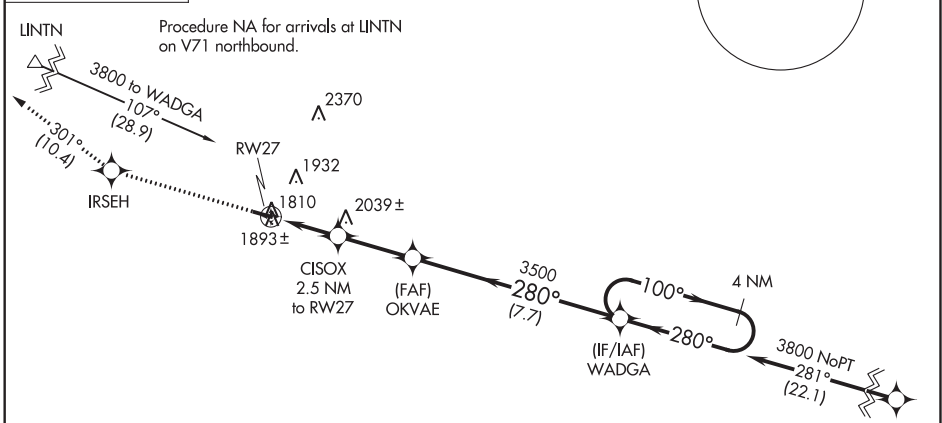 Procedure NA for arrivals at LINTN
on V71 northbound.
LINTN
3800 to WADGA
107°
(28.9)
2370
301°
(10.4)
RW27
1932
IRSEH
1810
2039±
1893±
CISOX
2.5 NM
to RW27
(FAF)
OKVAE
3500
280°
(7.7)
100°
4 NM
280°
(IF/IAF)
WADGA
3800 NoPT
281°
(22.1)